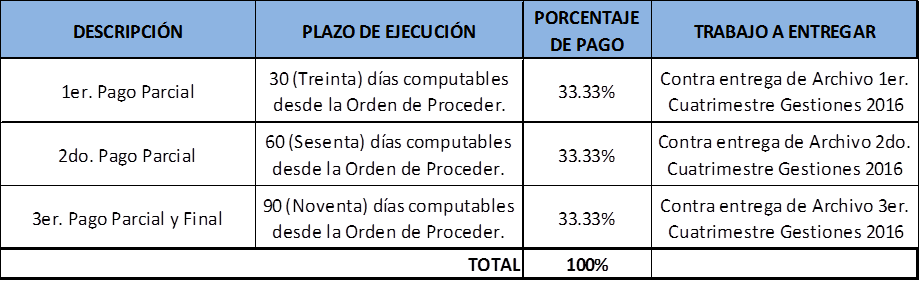 DESCRIPCIÓN PLAZO DE EJECUCIÓN PORCENTAJE DE PAGO TRABAJO A ENTREGAR
1er. Pago Parcial
30 (Treinta) días computables
desde la Orden de Proceder.
33.33%
Contra entrega de Archivo 1er.
Cuatrimestre Gestiones 2016
2do. Pago Parcial
60 (Sesenta) días computables
desde la Orden de Proceder.
33.33%
Contra entrega de Archivo 2do.
Cuatrimestre Gestiones 2016
3er. Pago Parcial y Final
90 (Noventa) días computables
desde la Orden de Proceder.
33.33%
Contra entrega de Archivo 3er.
Cuatrimestre Gestiones 2016
TOTAL 100%